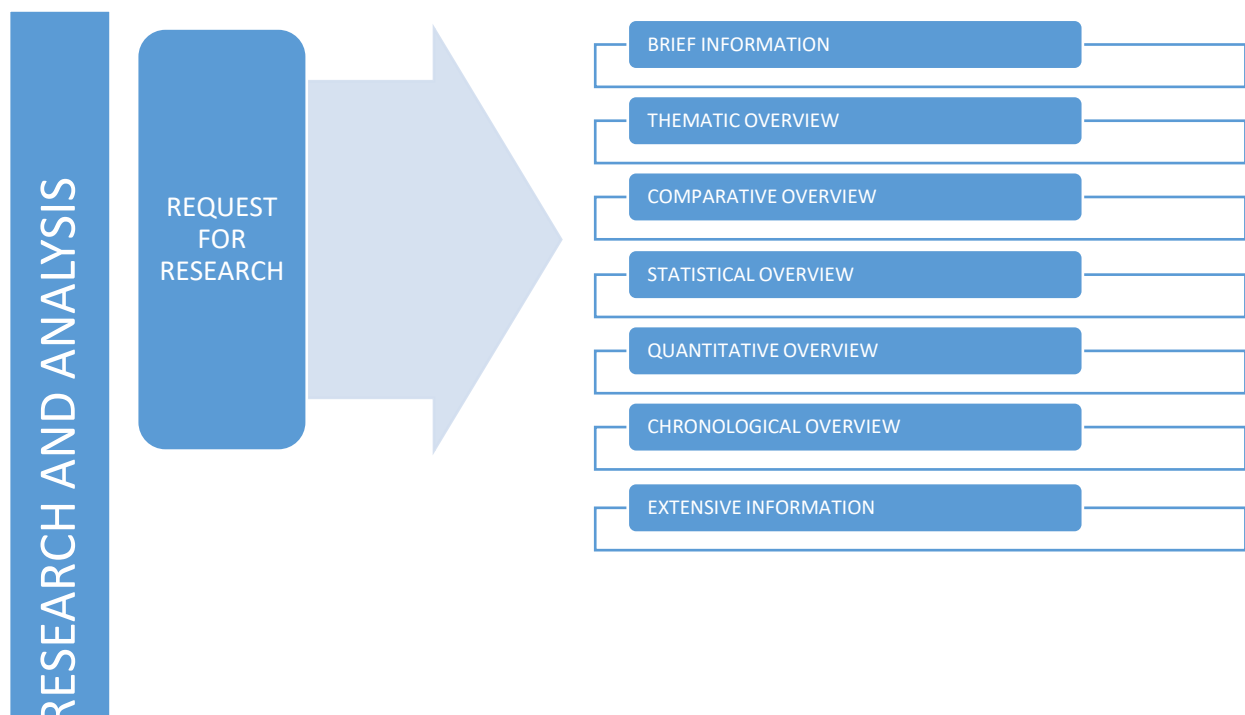 RESEARCH AND ANALYSIS
REQUEST
FOR
RESEARCH
BRIEF INFORMATION
THEMATIC OVERVIEW
COMPARATIVE OVERVIEW
STATISTICAL OVERVIEW
QUANTITATIVE OVERVIEW
CHRONOLOGICAL OVERVIEW
EXTENSIVE INFORMATION